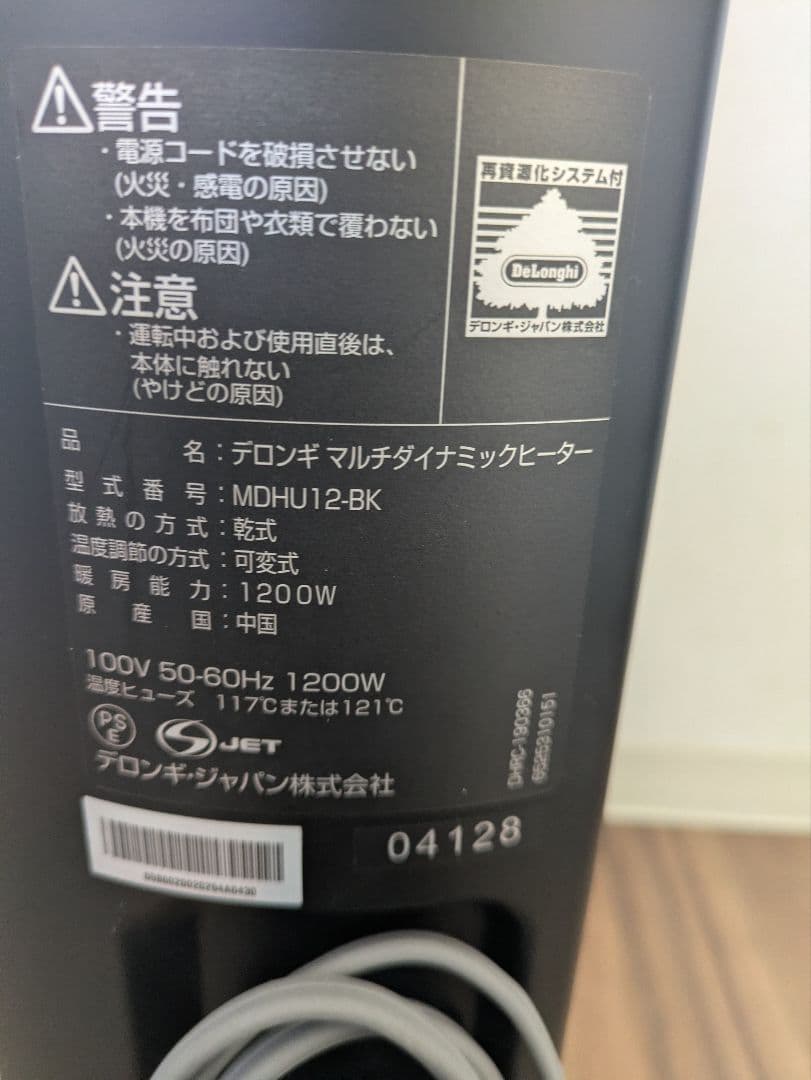 警告
・電源コードを破損させない
(火災・感電の原因)
・本機を布団や衣類で覆わない
(火災の原因)
注意
・運転中および使用直後は、
本体に触れない
(やけどの原因)
再資源化システム付
DeLonghi
デロンギ・ジャパン株式会社
品名：デロンギ マルチダイナミックヒーター
型式番号：MDHU12-BK
放熱の方式：乾式
温度調節の方式：可変式
暖房能力：1200W
原産国：中国
100V 50-60Hz 1200W
温度ヒューズ 117℃または121℃
PS E
JET
デロンギ・ジャパン株式会社
DHRC-190366
6525310151
04128